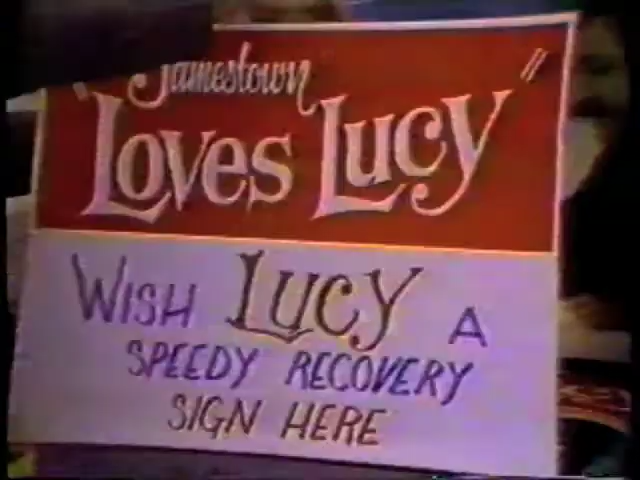 Jamestown
"Loves Lucy"
WISH LUCY A
SPEEDY RECOVERY
SIGN HERE